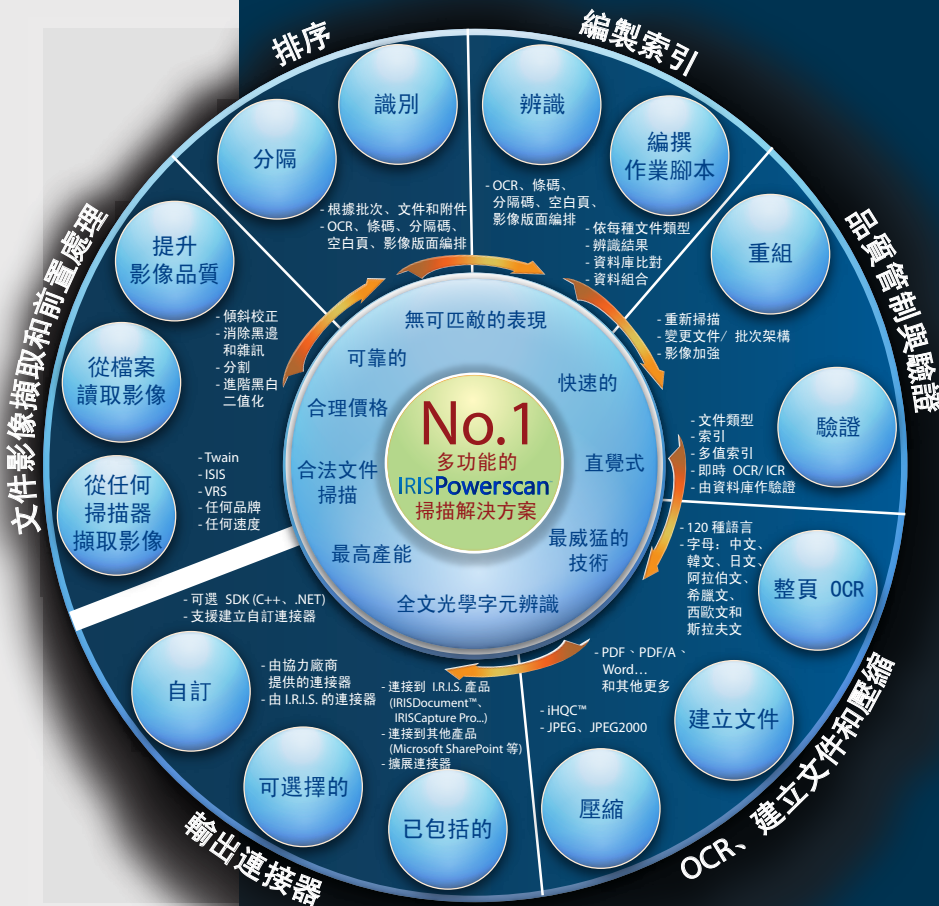 文件影像擷取和前置處理
從任何
掃描器
擷取影像
- Twain
- ISIS
- VRS
- 任何品牌
- 任何速度
從檔案
讀取影像
提升
影像品質
- 傾斜校正
- 消除黑邊
和雜訊
- 分割
- 進階黑白
二值化
排序
分隔
識別
- 根據批次、文件和附件
- OCR、條碼、分隔碼、
空白頁、影像版面編排
編製索引
辨識
- OCR、條碼、
分隔碼、空白頁、
影像版面編排
編撰
作業腳本
- 依每種文件類型
- 辨識結果
- 資料庫比對
- 資料組合
品質管制與驗證
重組
- 重新掃描
- 變更文件/ 批次架構
- 影像加強
驗證
- 文件類型
- 索引
- 多值索引
- 即時 OCR/ICR
- 由資料庫作驗證
OCR、建立文件和壓縮
整頁 OCR
- 120 種語言
- 字母：中文、
韓文、日文、
阿拉伯文、
希臘文、
西歐文和
斯拉夫文
建立文件
- PDF、PDF/A、
Word...
和其他更多
壓縮
- iHQC™
- JPEG、JPEG2000
輸出連接器
已包括的
- 連接到 I.R.I.S. 產品
(IRISDocument™、
IRISCapture Pro...)
- 連接到其他產品
(Microsoft SharePoint 等)
- 擴展連接器
可選擇的
- 由協力廠商
提供的連接器
- 由 I.R.I.S. 的連接器
自訂
- 可選 SDK (C++、.NET)
- 支援建立自訂連接器
無可匹敵的表現
可靠的
快速的
合理價格
直覺式
合法文件
掃描
最高產能
最威猛的
技術
全文光學字元辨識
No.1
多功能的
IRISPowerscan™
掃描解決方案